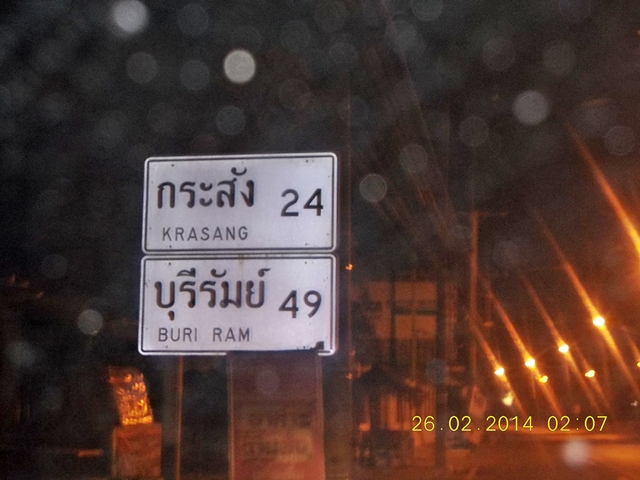 กระสัง 24
KRASANG
บุรีรัมย์ 49
BURI RAM
26.02.2014 02:07